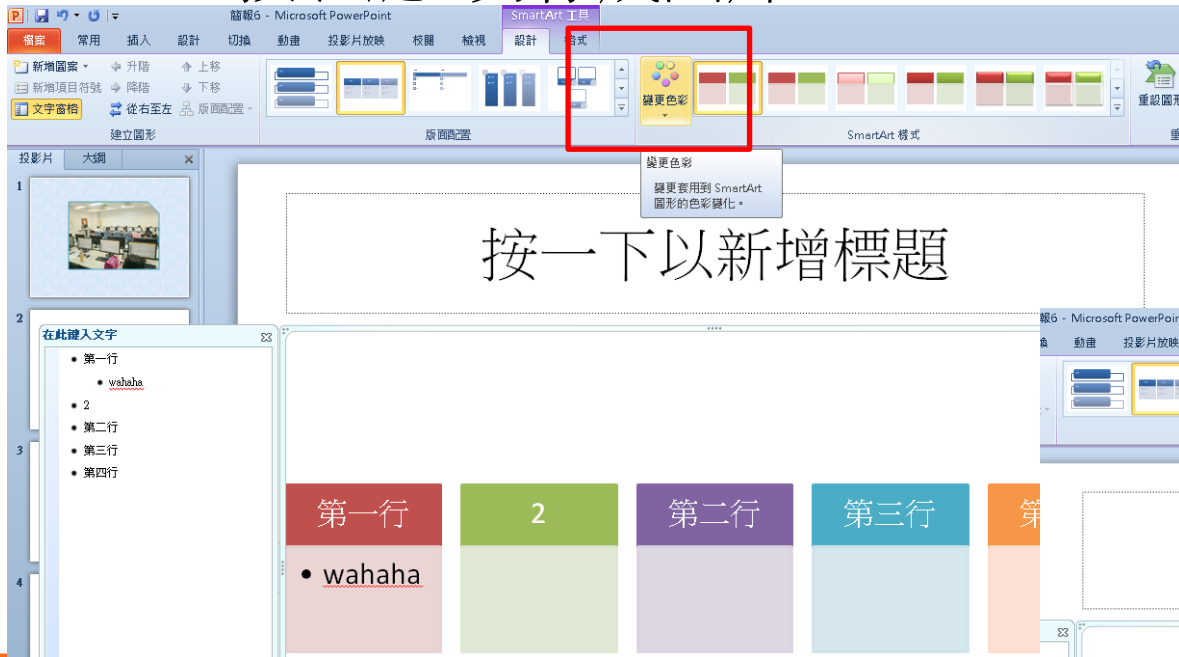 簡報6 - Microsoft PowerPoint
SmartArt 工具
檔案 常用 插入 設計 切換 動畫 投影片放映 校閱 檢視 設計 格式
新增圖案 升階 上移
新增項目符號 降階 下移
文字窗格 從右至左 版面配置
變更色彩
重設圖形
建立圖形 版面配置 SmartArt 樣式
投影片 大綱
變更色彩
變更套用到 SmartArt
圖形的色彩變化。
1
按一下以新增標題
2
在此鍵入文字
第一行
wahaha
2
第二行
第三行
第四行
3
4
第一行 2 第二行 第三行 第
• wahaha
報6 - Microsoft PowerPoin
動畫 投影片放映